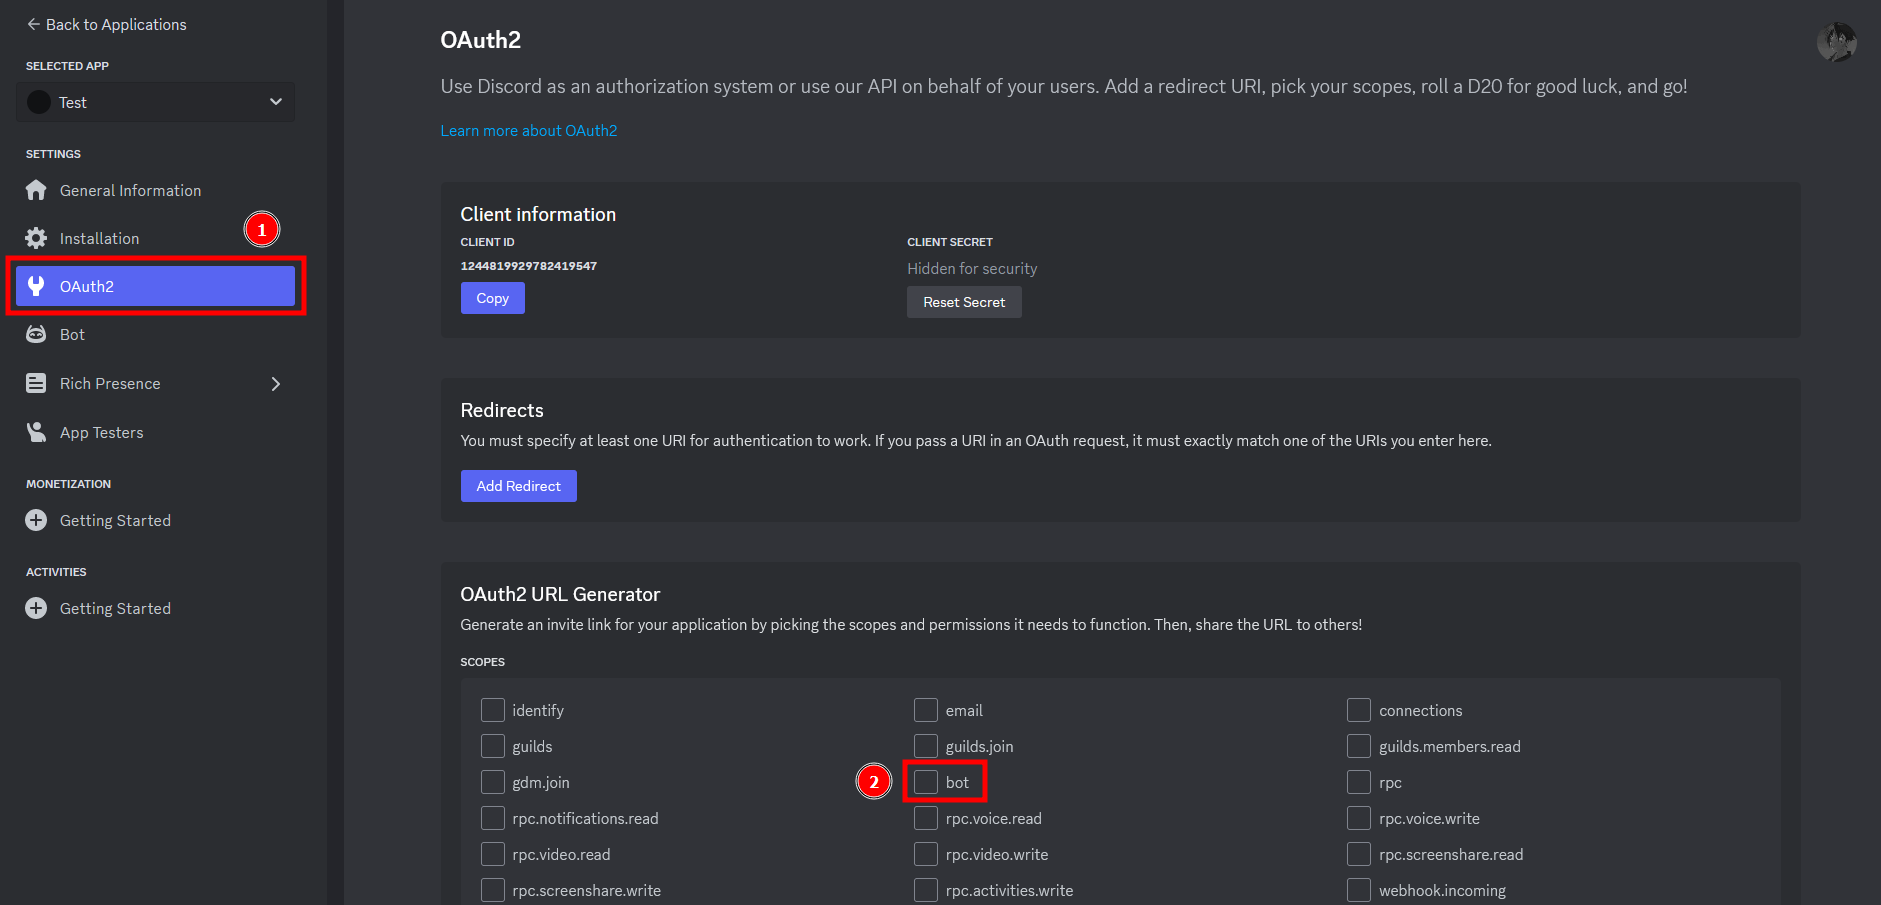 Back to Applications
SELECTED APP
Test
SETTINGS
General Information
Installation
1
OAuth2
Bot
Rich Presence
App Testers
MONETIZATION
Getting Started
ACTIVITIES
Getting Started
OAuth2
Use Discord as an authorization system or use our API on behalf of your users. Add a redirect URI, pick your scopes, roll a D20 for good luck, and go!
Learn more about OAuth2
Client information
CLIENT ID
1244819929782419547
Copy
CLIENT SECRET
Hidden for security
Reset Secret
Redirects
You must specify at least one URI for authentication to work. If you pass a URI in an OAuth request, it must exactly match one of the URIs you enter here.
Add Redirect
OAuth2 URL Generator
Generate an invite link for your application by picking the scopes and permissions it needs to function. Then, share the URL to others!
SCOPES
identify email connections
guilds guilds.join guilds.members.read
gdm.join 2 bot rpc
rpc.notifications.read rpc.voice.read rpc.voice.write
rpc.video.read rpc.video.write rpc.screenshare.read
rpc.screenshare.write rpc.activities.write webhook.incoming